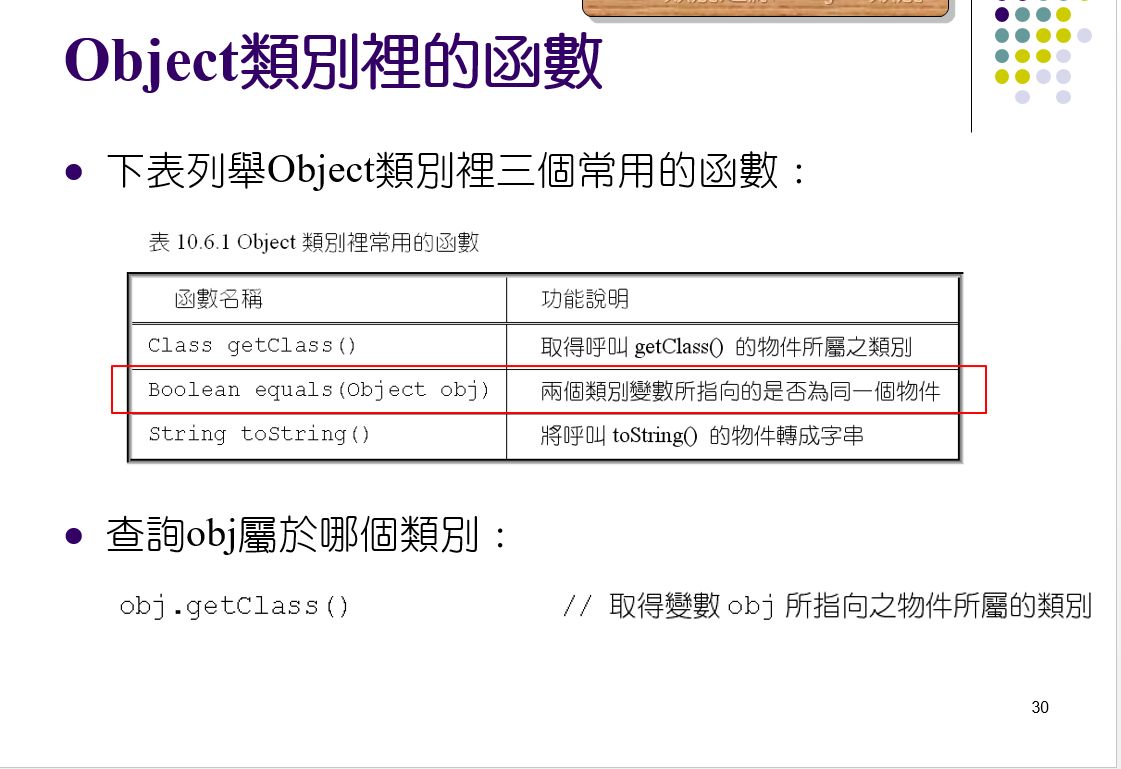 Object類別裡的函數
下表列舉Object類別裡三個常用的函數：
表 10.6.1 Object 類別裡常用的函數
函數名稱 功能說明
Class getClass() 取得呼叫 getClass() 的物件所屬之類別
Boolean equals(Object obj) 兩個類別變數所指向的是否為同一個物件
String toString() 將呼叫 toString() 的物件轉成字串
查詢obj屬於哪個類別：
obj.getClass() // 取得變數 obj 所指向之物件所屬的類別
30